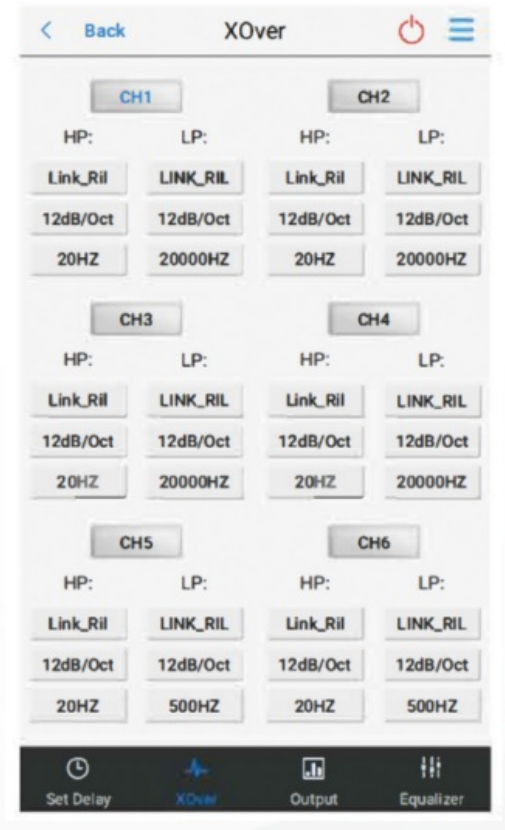 Back XOver
CH1 CH2
HP: LP: HP: LP:
Link_Ril LINK_RIL Link_Ril LINK_RIL
12dB/Oct 12dB/Oct 12dB/Oct 12dB/Oct
20HZ 20000HZ 20HZ 20000HZ
CH3 CH4
HP: LP: HP: LP:
Link_Ril LINK_RIL Link_Ril LINK_RIL
12dB/Oct 12dB/Oct 12dB/Oct 12dB/Oct
20HZ 20000HZ 20HZ 20000HZ
CH5 CH6
HP: LP: HP: LP:
Link_Ril LINK_RIL Link_Ril LINK_RIL
12dB/Oct 12dB/Oct 12dB/Oct 12dB/Oct
20HZ 500HZ 20HZ 500HZ
Set Delay XOver Output Equalizer